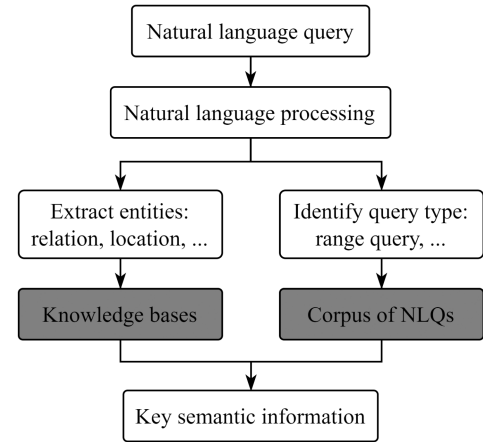 Natural language query
Natural language processing
Extract entities:
relation, location, ...
Identify query type:
range query, ...
Knowledge bases
Corpus of NLQs
Key semantic information